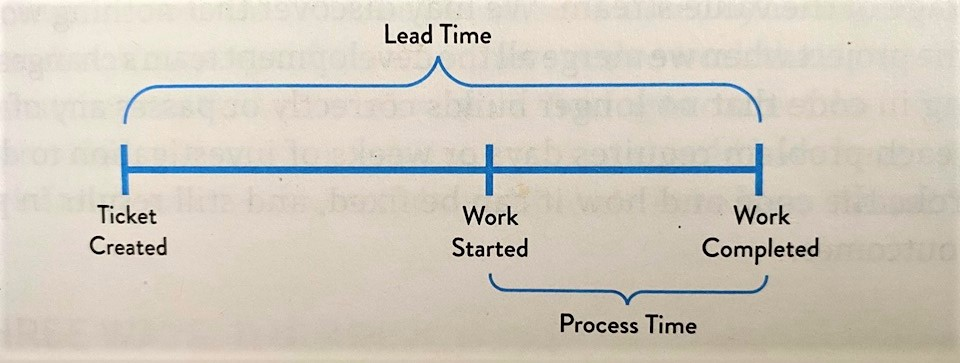 Lead Time
Ticket
Created
Work
Started
Work
Completed
Process Time